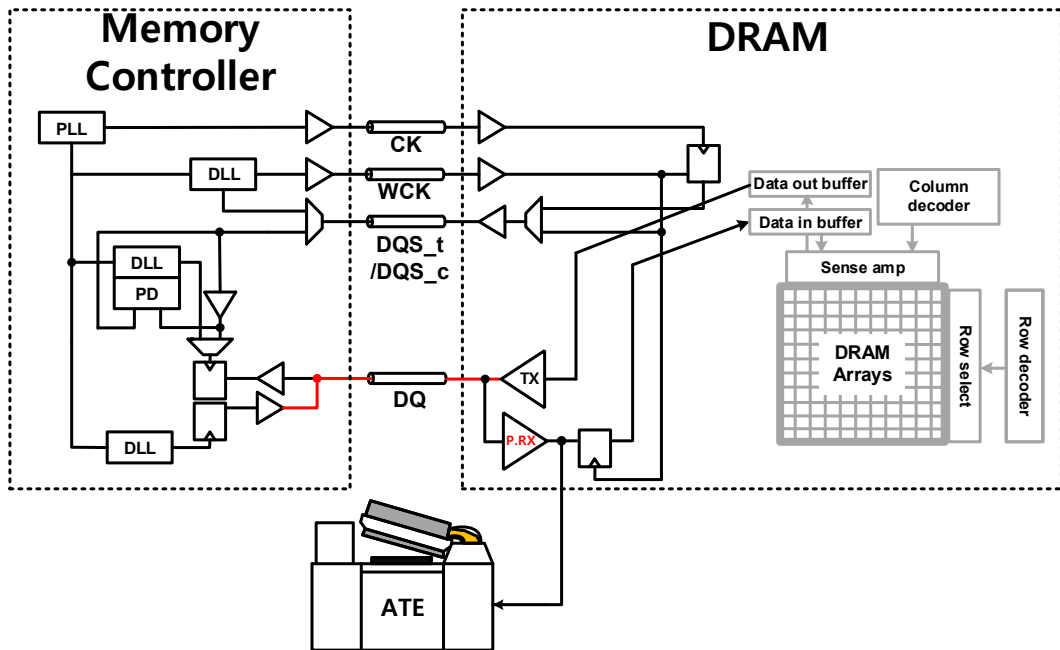 Memory
Controller
DRAM
PLL
CK
DLL
WCK
DQS_t
/DQS_c
DLL
PD
Data out buffer
Data in buffer
Column
decoder
Sense amp
DRAM
Arrays
Row select
Row decoder
TX
DQ
P.RX
DLL
ATE